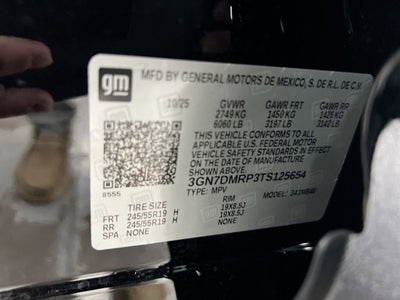 gm
MFD BY GENERAL MOTORS DE MEXICO, S. DE R.L. DE C.V.
10/25 GVWR GAWR FRT GAWR RR
2749 KG 1450 KG 1425 KG
6060 LB 3197 LB 3142 LB
THIS VEHICLE CONFORMS TO ALL
APPLICABLE U.S. FEDERAL MOTOR
VEHICLE SAFETY STANDARDS IN
EFFECT ON THE DATE OF MANUFACTURE
SHOWN ABOVE.
3GN7DMRP3TS125654
8555 TYPE: MPV MODEL:
TIRE SIZE RIM
FRT 245/55R19 H 19X8.5J
RR 245/55R19 H 19X8.5J
SPA NONE NONE